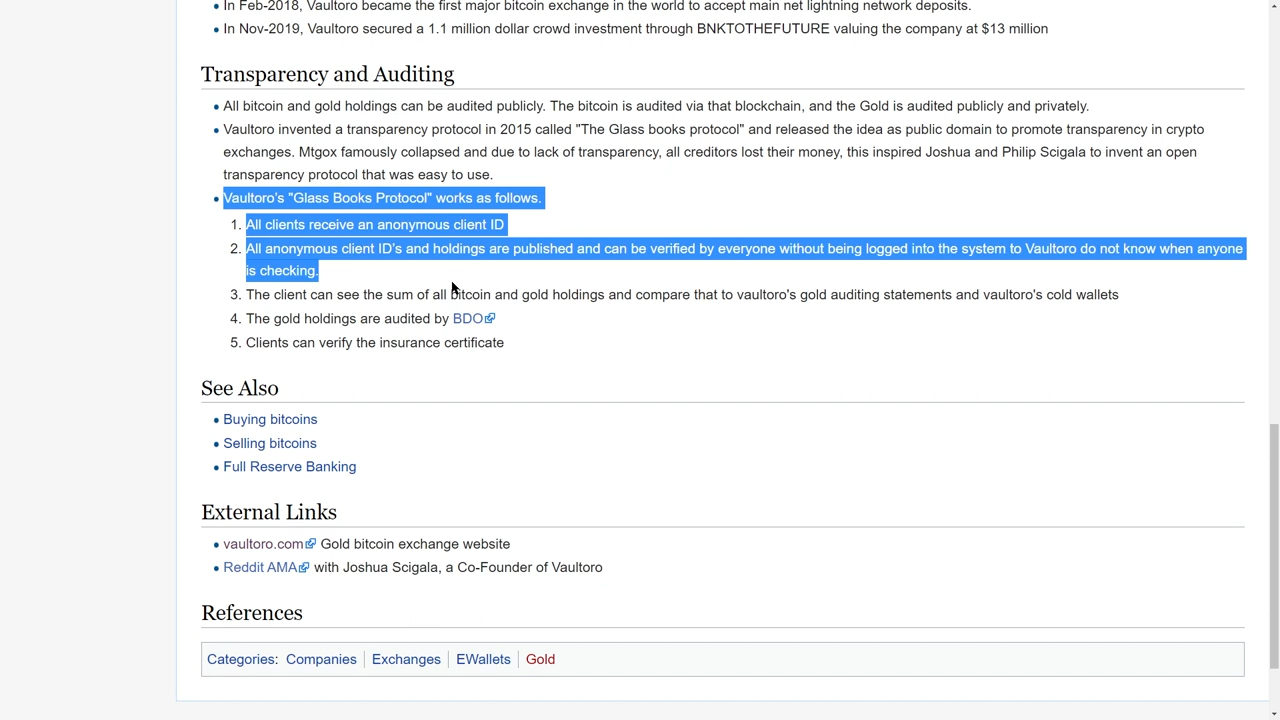 In Feb-2018, Vaultoro became the first major bitcoin exchange in the world to accept main net lightning network deposits.
In Nov-2019, Vaultoro secured a 1.1 million dollar crowd investment through BNKTOTHEFUTURE valuing the company at $13 million
Transparency and Auditing
All bitcoin and gold holdings can be audited publicly. The bitcoin is audited via that blockchain, and the Gold is audited publicly and privately.
Vaultoro invented a transparency protocol in 2015 called "The Glass books protocol" and released the idea as public domain to promote transparency in crypto
exchanges. Mtgox famously collapsed and due to lack of transparency, all creditors lost their money, this inspired Joshua and Philip Scigala to invent an open
transparency protocol that was easy to use.
Vaultoro's "Glass Books Protocol" works as follows.
1. All clients receive an anonymous client ID
2. All anonymous client ID's and holdings are published and can be verified by everyone without being logged into the system to Vaultoro do not know when anyone
is checking.
3. The client can see the sum of all bitcoin and gold holdings and compare that to vaultoro's gold auditing statements and vaultoro's cold wallets
4. The gold holdings are audited by BDO
5. Clients can verify the insurance certificate
See Also
Buying bitcoins
Selling bitcoins
Full Reserve Banking
External Links
vaultoro.com Gold bitcoin exchange website
Reddit AMA with Joshua Scigala, a Co-Founder of Vaultoro
References
Categories: Companies | Exchanges | EWallets | Gold